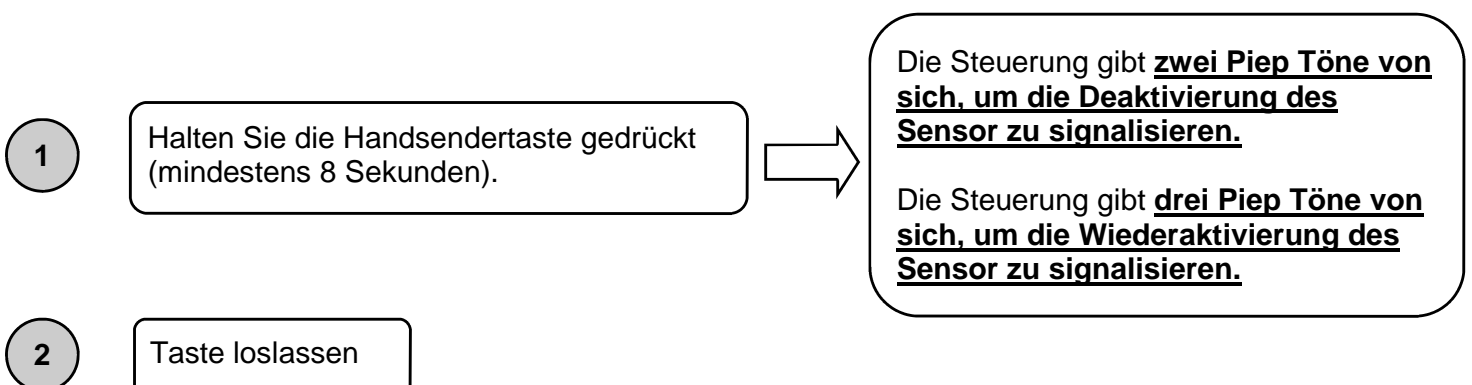 1
Halten Sie die Handsendertaste gedrückt
(mindestens 8 Sekunden).
Die Steuerung gibt zwei Piep Töne von
sich, um die Deaktivierung des
Sensor zu signalisieren.
Die Steuerung gibt drei Piep Töne von
sich, um die Wiederaktivierung des
Sensor zu signalisieren.
2
Taste loslassen